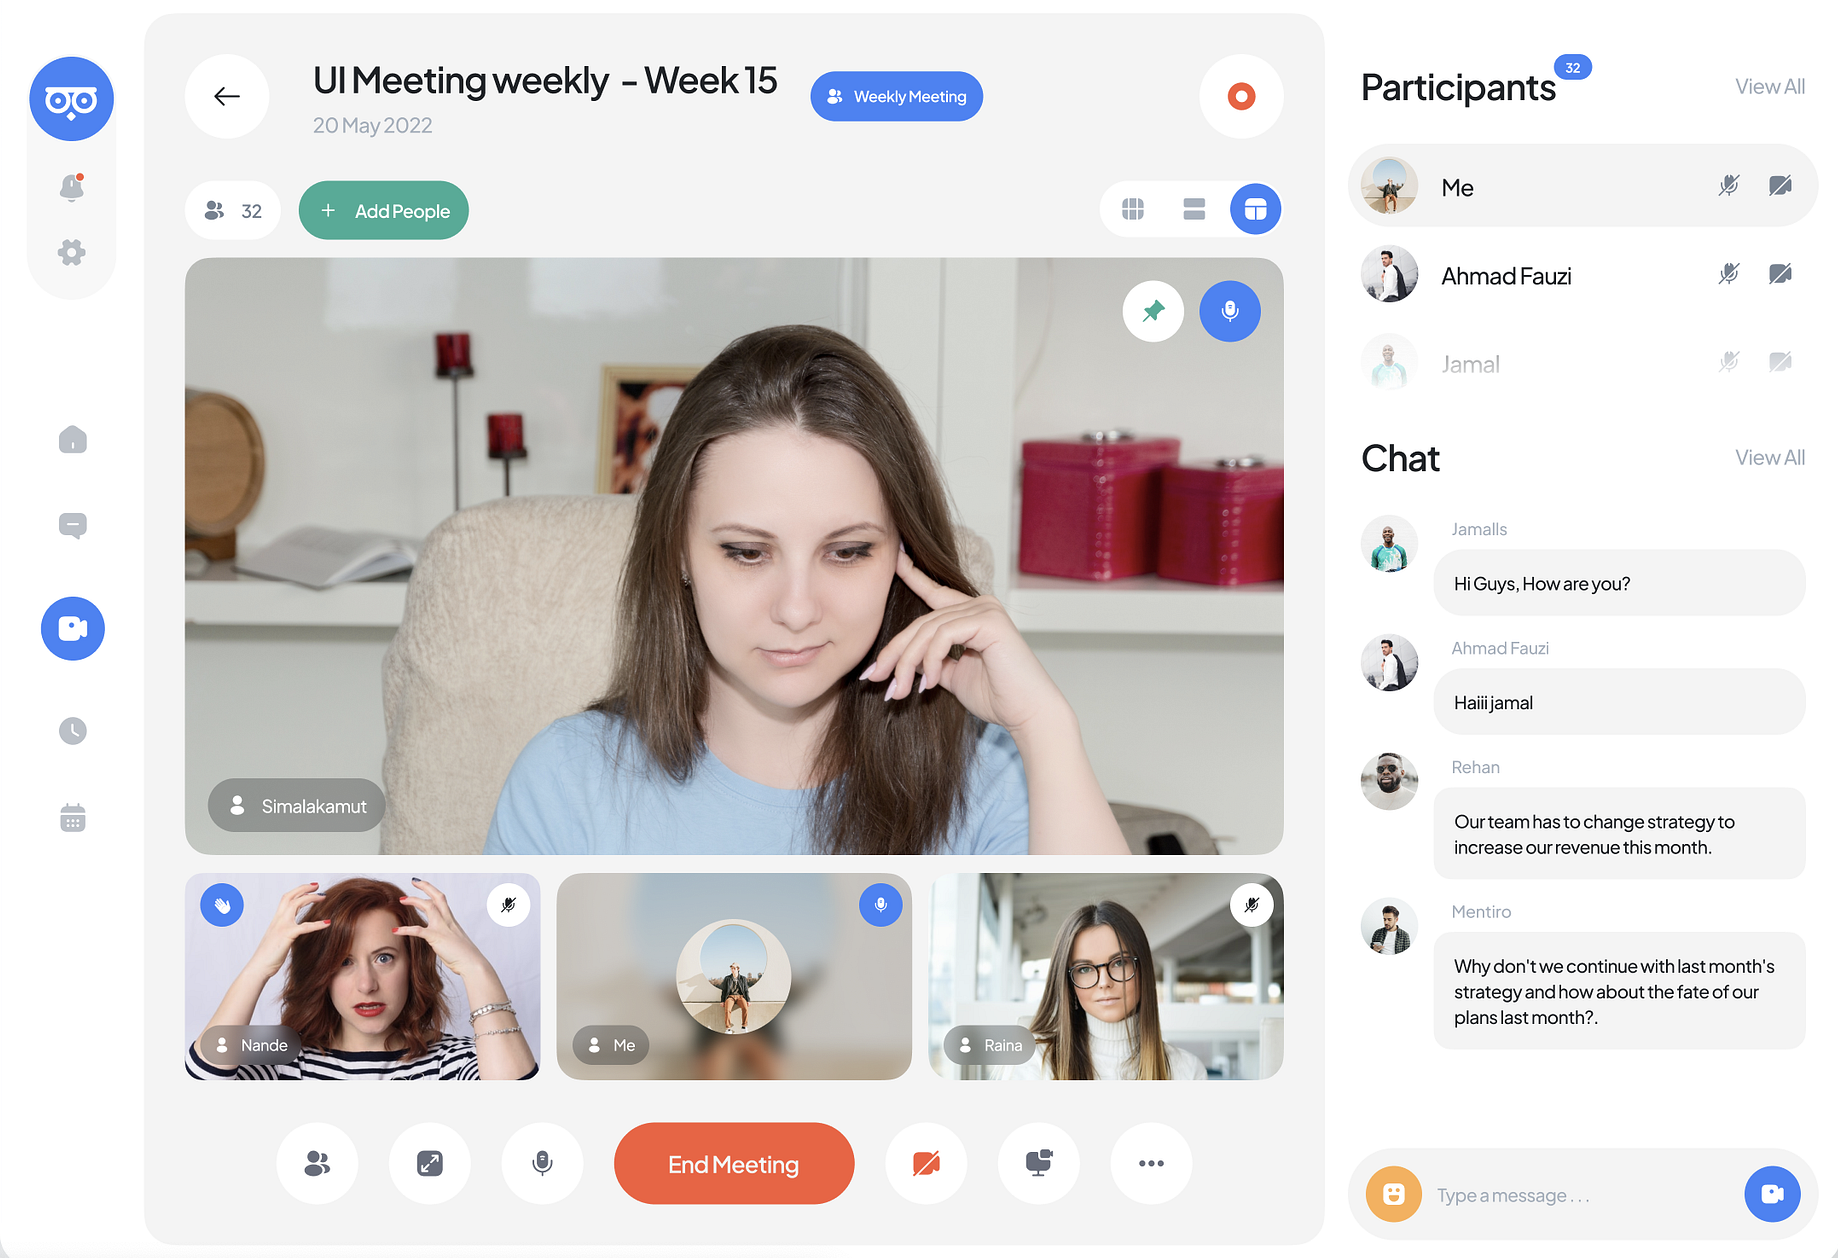 UI Meeting weekly - Week 15
20 May 2022
Weekly Meeting
32
+ Add People
Simalakamut
Nande
Me
Raina
End Meeting
Participants
32
View All
Me
Ahmad Fauzi
Jamal
Chat
View All
Jamalls
Hi Guys, How are you?
Ahmad Fauzi
Haiii jamal
Rehan
Our team has to change strategy to
increase our revenue this month.
Mentiro
Why don't we continue with last month's
strategy and how about the fate of our
plans last month?.
Type a message . . .